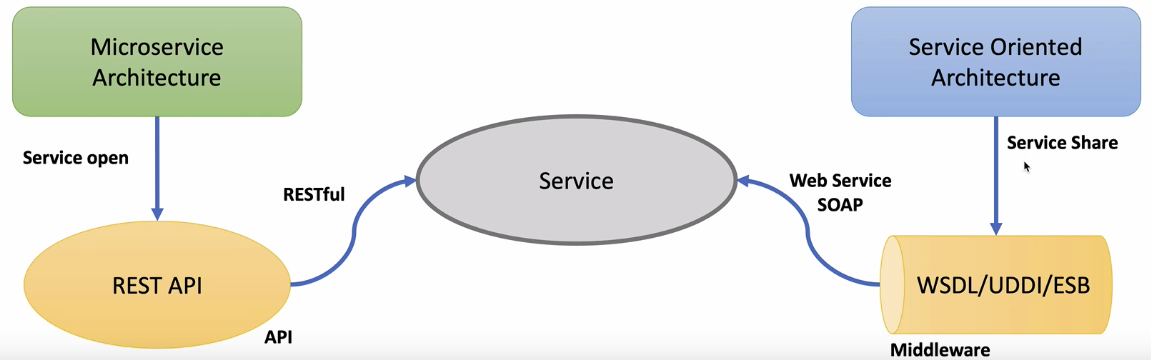 Microservice
Architecture
Service Oriented
Architecture
Service open
Service Share
RESTful
Service
Web Service
SOAP
REST API
WSDL/UDDI/ESB
API
Middleware